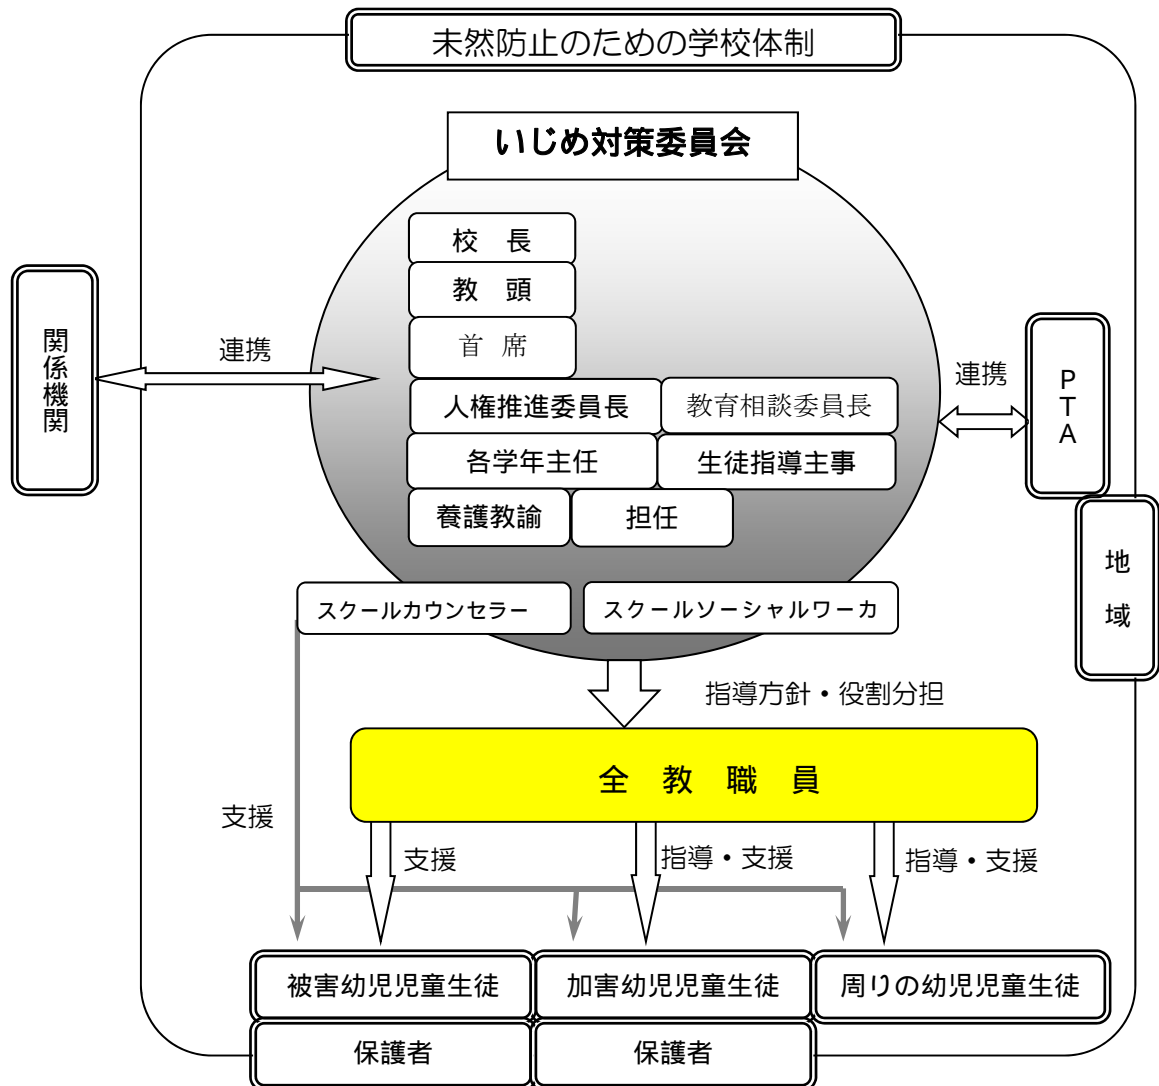 未然防止のための学校体制
いじめ対策委員会
校　長
教　頭
首 席
人権推進委員長
教育相談委員長
各学年主任
生徒指導主事
養護教諭
担任
スクールカウンセラー
スクールソーシャルワーカ
関係機関
連携
連携
PTA
地域
指導方針・役割分担
全　教　職　員
支援
支援
指導・支援
指導・支援
被害幼児児童生徒
加害幼児児童生徒
周りの幼児児童生徒
保護者
保護者